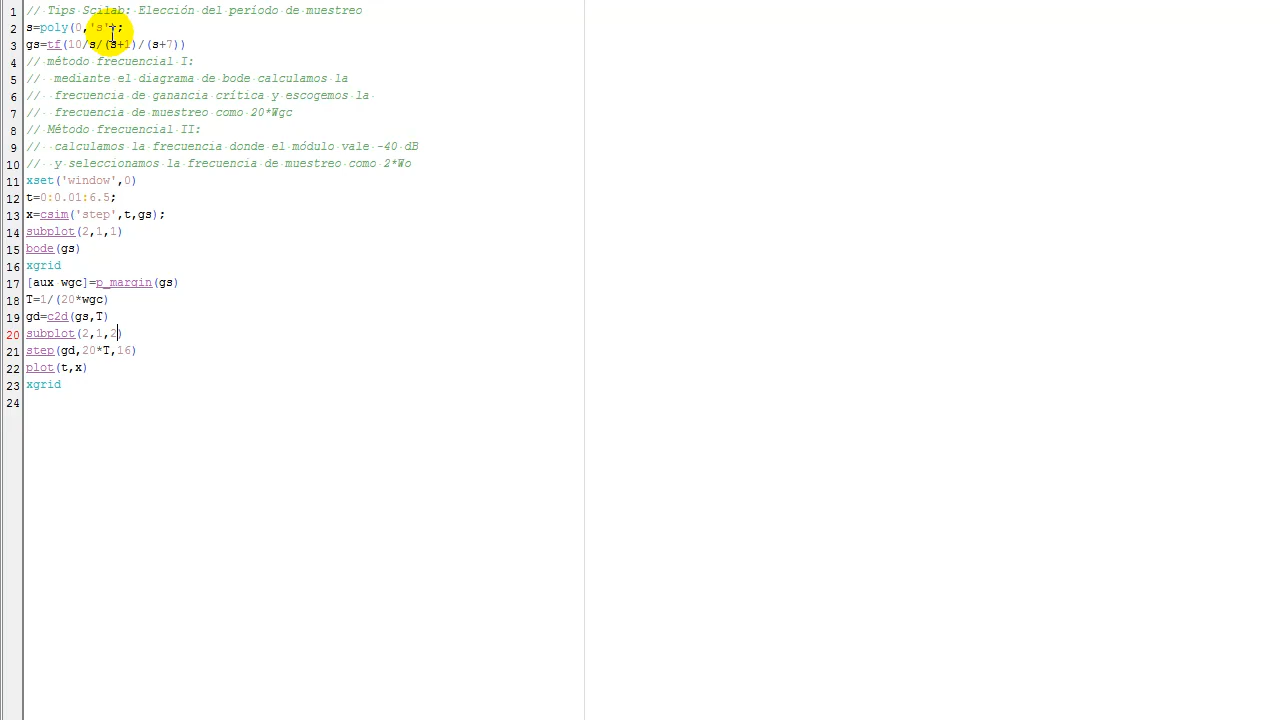 1 // Tips Scilab: Elección del período de muestreo
2 s=poly(0,'s');
3 gs=tf(10/s/(s+1)/(s+7))
4 // método frecuencial I:
5 // mediante el diagrama de bode calculamos la
6 // frecuencia de ganancia crítica y escogemos la
7 // frecuencia de muestreo como 20*Wgc
8 // Método frecuencial II:
9 // calculamos la frecuencia donde el módulo vale -40 dB
10 // y seleccionamos la frecuencia de muestreo como 2*Wo
11 xset('window',0)
12 t=0:0.01:6.5;
13 x=csim('step',t,gs);
14 subplot(2,1,1)
15 bode(gs)
16 xgrid
17 [aux wgc]=p_margin(gs)
18 T=1/(20*wgc)
19 gd=c2d(gs,T)
20 subplot(2,1,2)
21 step(gd,20*T,16)
22 plot(t,x)
23 xgrid
24